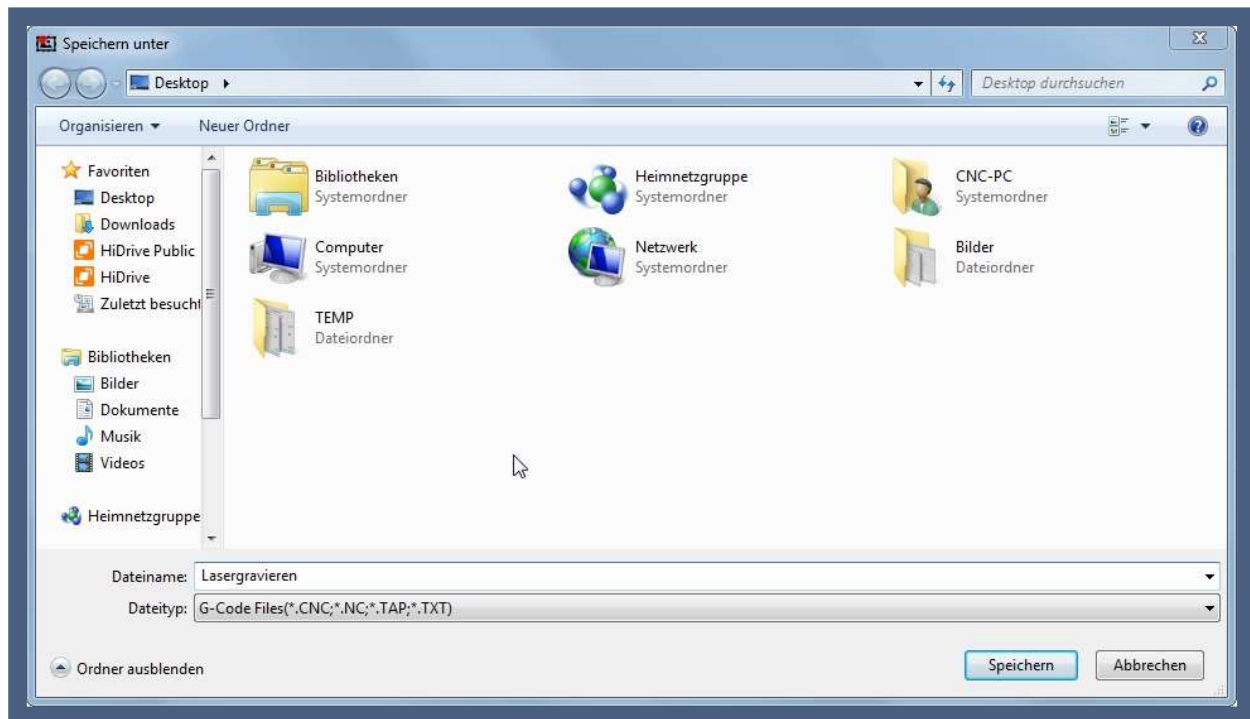 Speichern unter
Desktop
Desktop durchsuchen
Organisieren
Neuer Ordner
Favoriten
Desktop
Downloads
HiDrive Public
HiDrive
Zuletzt besucht
Bibliotheken
Bilder
Dokumente
Musik
Videos
Heimnetzgruppe
Bibliotheken
Systemordner
Heimnetzgruppe
Systemordner
CNC-PC
Systemordner
Computer
Systemordner
Netzwerk
Systemordner
Bilder
Dateiordner
TEMP
Dateiordner
Dateiname: Lasergravieren
Dateityp: G-Code Files(*.CNC;*.NC;*.TAP;*.TXT)
Ordner ausblenden
Speichern
Abbrechen